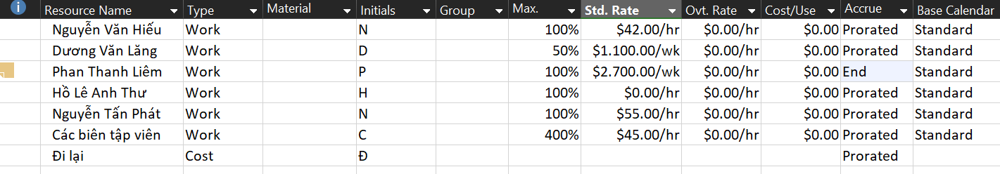 Resource Name Type Material Initials Group Max. Std. Rate Ovt. Rate Cost/Use Accrue Base Calendar
Nguyễn Văn Hiếu Work N 100% $42.00/hr $0.00/hr $0.00 Prorated Standard
Dương Văn Lăng Work D 50% $1.100.00/wk $0.00/hr $0.00 Prorated Standard
Phan Thanh Liêm Work P 100% $2.700.00/wk $0.00/hr $0.00 End Standard
Hồ Lê Anh Thư Work H 100% $0.00/hr $0.00/hr $0.00 Prorated Standard
Nguyễn Tấn Phát Work N 100% $55.00/hr $0.00/hr $0.00 Prorated Standard
Các biên tập viên Work C 400% $45.00/hr $0.00/hr $0.00 Prorated Standard
Đi lại Cost Đ Prorated